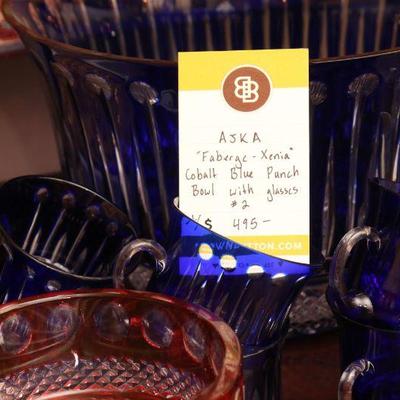 AJKA
"Faberge - Xenia"
Cobalt Blue Punch
Bowl with glasses
#2
$ 495-